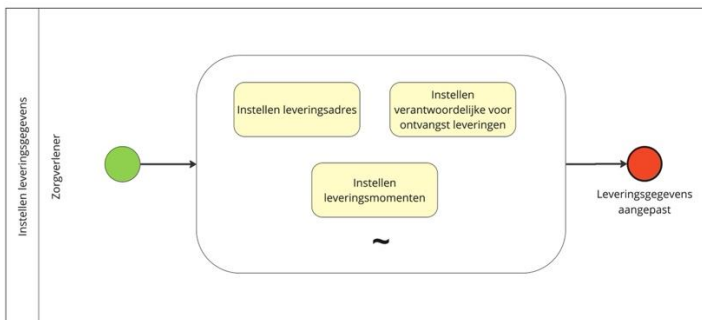 Instellen leveringsgegevens
Zorgverlener
Instellen leveringsadres
Instellen
verantwoordelijke voor
ontvangst leveringen
Instellen
leveringsmomenten
~
Leveringsgegevens
aangepast